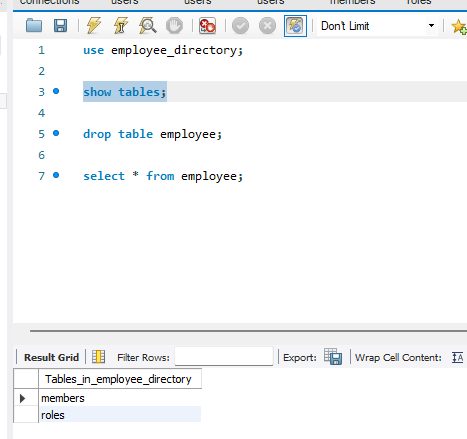 connections users users users members roles
Don't Limit
1 use employee_directory;
2
3 show tables;
4
5 drop table employee;
6
7 select * from employee;
Result Grid Filter Rows: Export: Wrap Cell Content:
Tables_in_employee_directory
members
roles